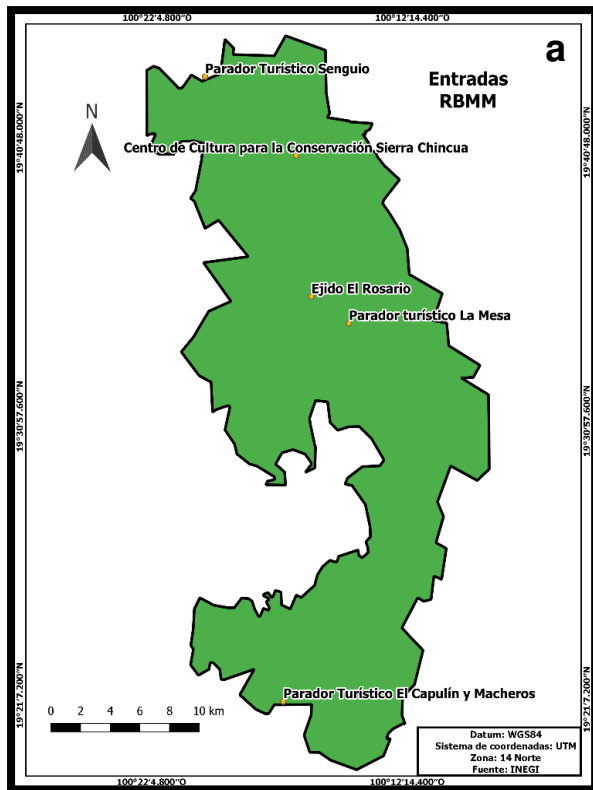 100°22'4.800"O
100°12'14.400"O
a
Entradas
RBMM
Parador Turístico Senguio
N
19°40'48.000"N
19°40'48.000"N
Centro de Cultura para la Conservación Sierra Chincua
Ejido El Rosario
Parador turístico La Mesa
19°30'57.600"N
19°30'57.600"N
Parador Turístico El Capulín y Macheros
19°21'7.200"N
19°21'7.200"N
0 2 4 6 8 10 km
Datum: WGS84
Sistema de coordenadas: UTM
Zona: 14 Norte
Fuente: INEGI
100°22'4.800"O
100°12'14.400"O